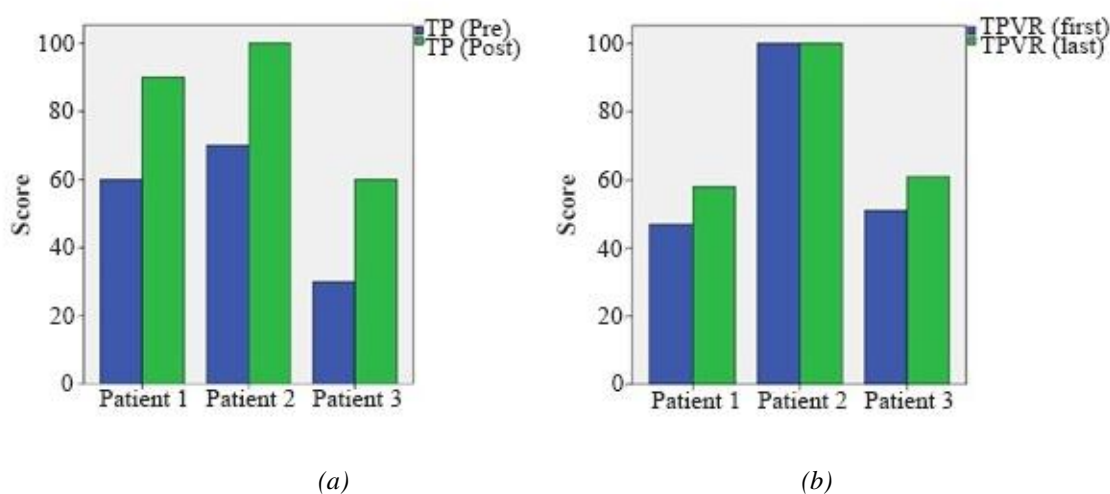 TP (Pre)
TP (Post)
100
80
60
40
20
0
Score
Patient 1 Patient 2 Patient 3
(a)
TPVR (first)
TPVR (last)
100
80
60
40
20
0
Score
Patient 1 Patient 2 Patient 3
(b)